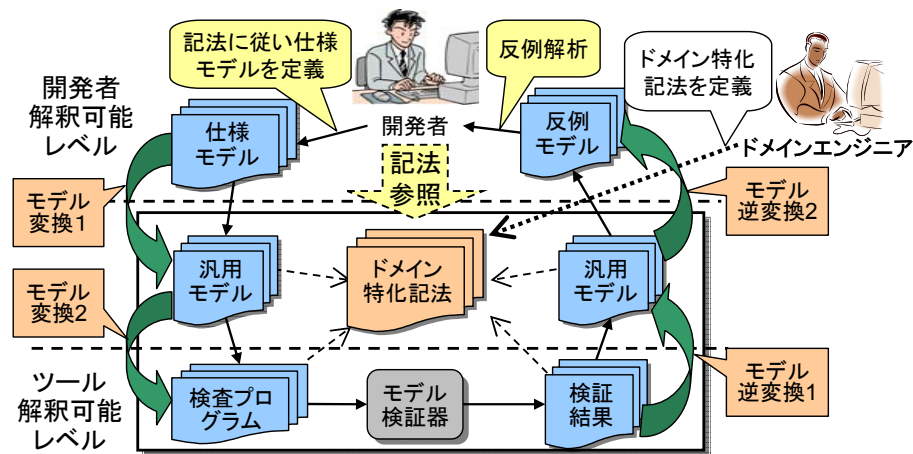 記法に従い仕様
モデルを定義
反例解析
ドメイン特化
記法を定義
開発者
解釈可能
レベル
仕様
モデル
開発者
反例
モデル
ドメインエンジニア
記法
参照
モデル
変換1
モデル
逆変換2
汎用
モデル
ドメイン
特化記法
汎用
モデル
モデル
変換2
ツール
解釈可能
レベル
検査プロ
グラム
モデル
検証器
検証
結果
モデル
逆変換1